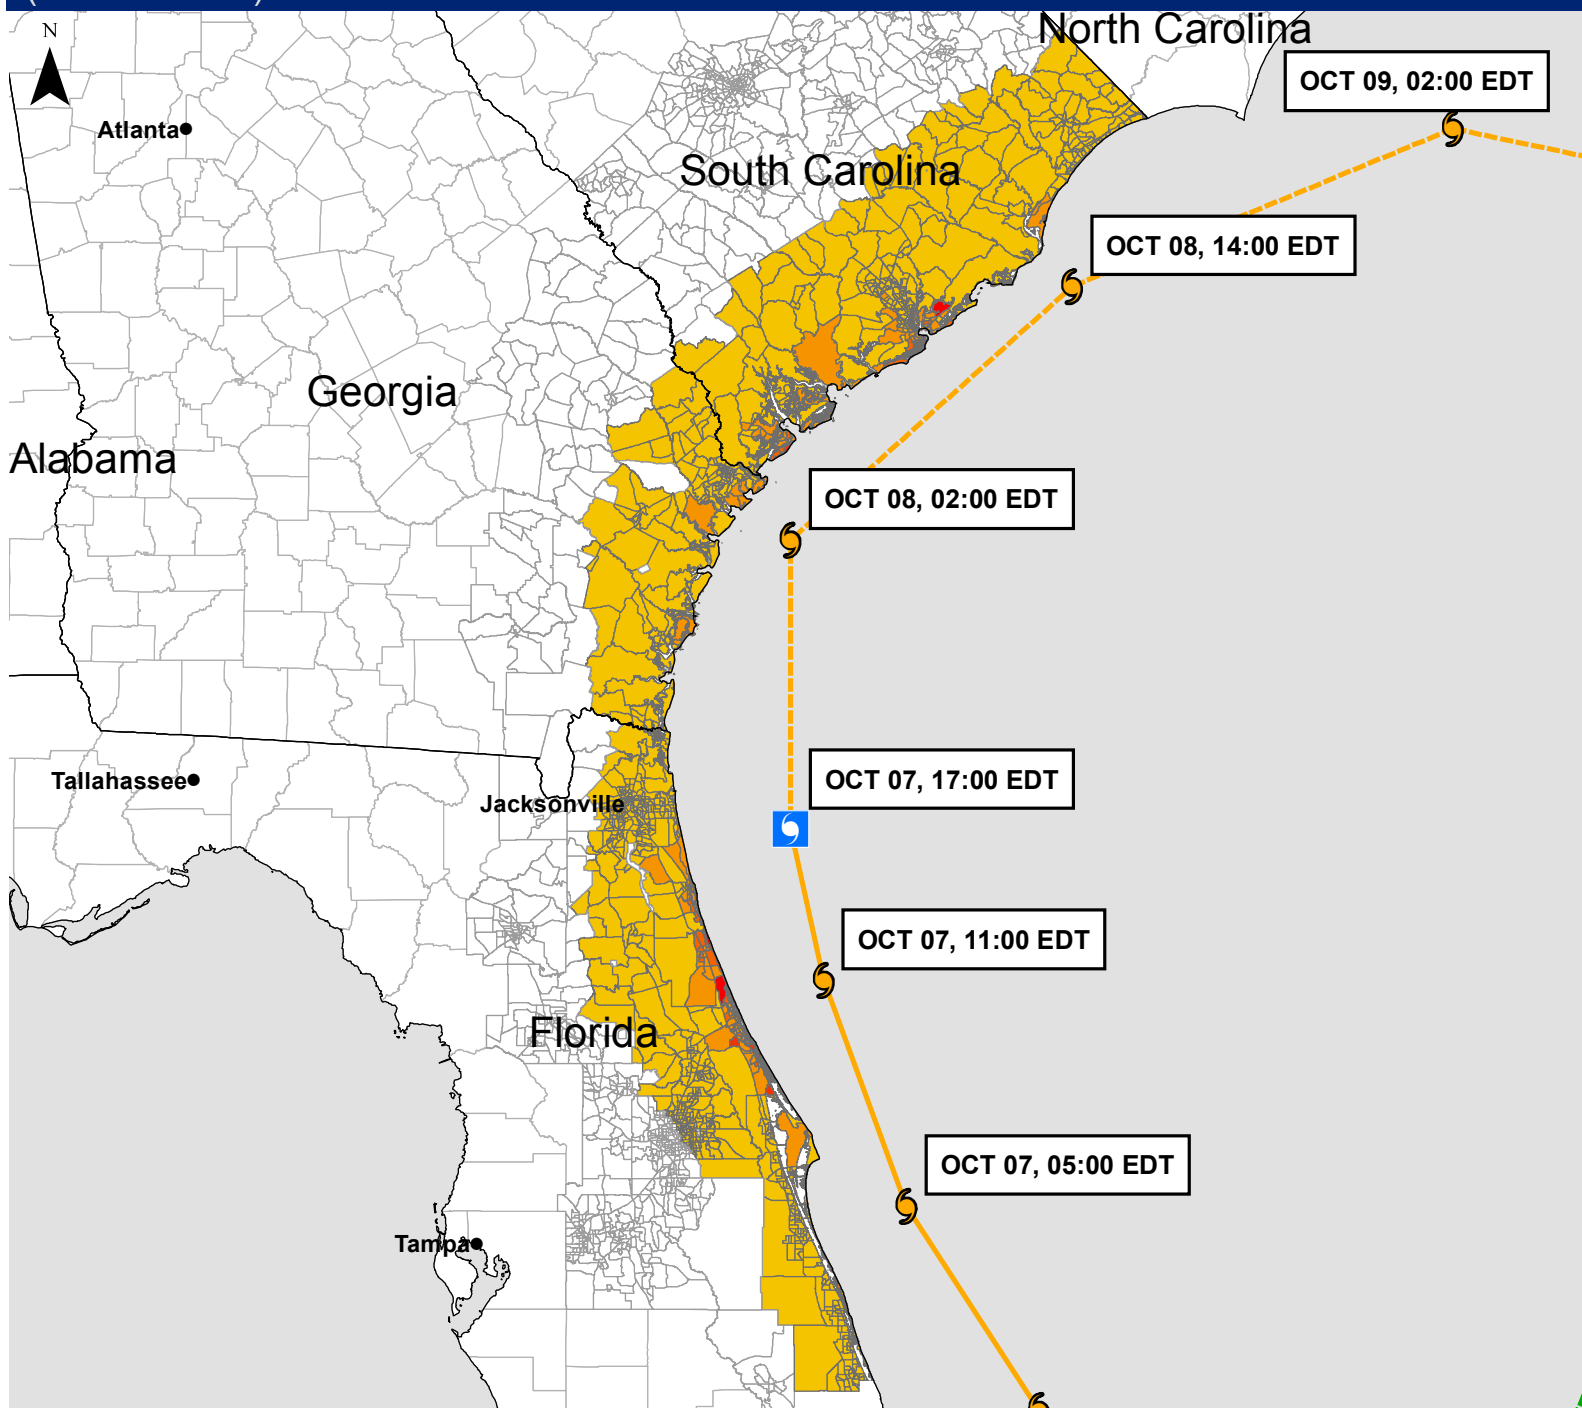 N
North Carolina
OCT 09, 02:00 EDT
Atlanta
South Carolina
OCT 08, 14:00 EDT
Georgia
Alabama
OCT 08, 02:00 EDT
OCT 07, 17:00 EDT
Tallahassee
Jacksonville
OCT 07, 11:00 EDT
Florida
OCT 07, 05:00 EDT
Tampa